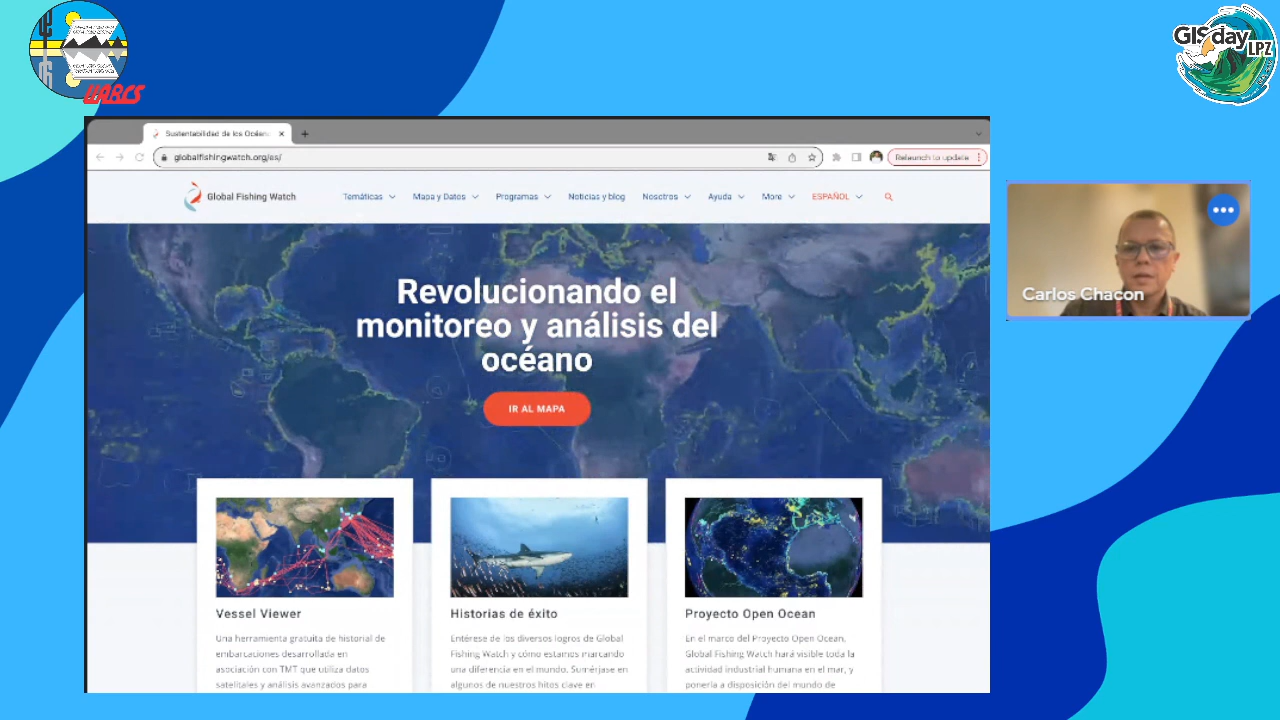 UABCS
GISday
LPZ
Sustentabilidad de los Océano
globalfishingwatch.org/es/
Relaunch to update
Global Fishing Watch
Temáticas
Mapa y Datos
Programas
Noticias y blog
Nosotros
Ayuda
More
ESPAÑOL
Revolucionando el
monitoreo y análisis del
océano
IR AL MAPA
Carlos Chacon
Vessel Viewer
Una herramienta gratuita de historial de
embarcaciones desarrollada en
asociación con TMT que utiliza datos
satelitales y análisis avanzados para
Historias de éxito
Entérese de los diversos logros de Global
Fishing Watch y cómo estamos marcando
una diferencia en el mundo. Sumérjase en
algunos de nuestros hitos clave en
Proyecto Open Ocean
En el marco del Proyecto Open Ocean,
Global Fishing Watch hará visible toda la
actividad industrial humana en el mar, y
ponerla a disposición del mundo de